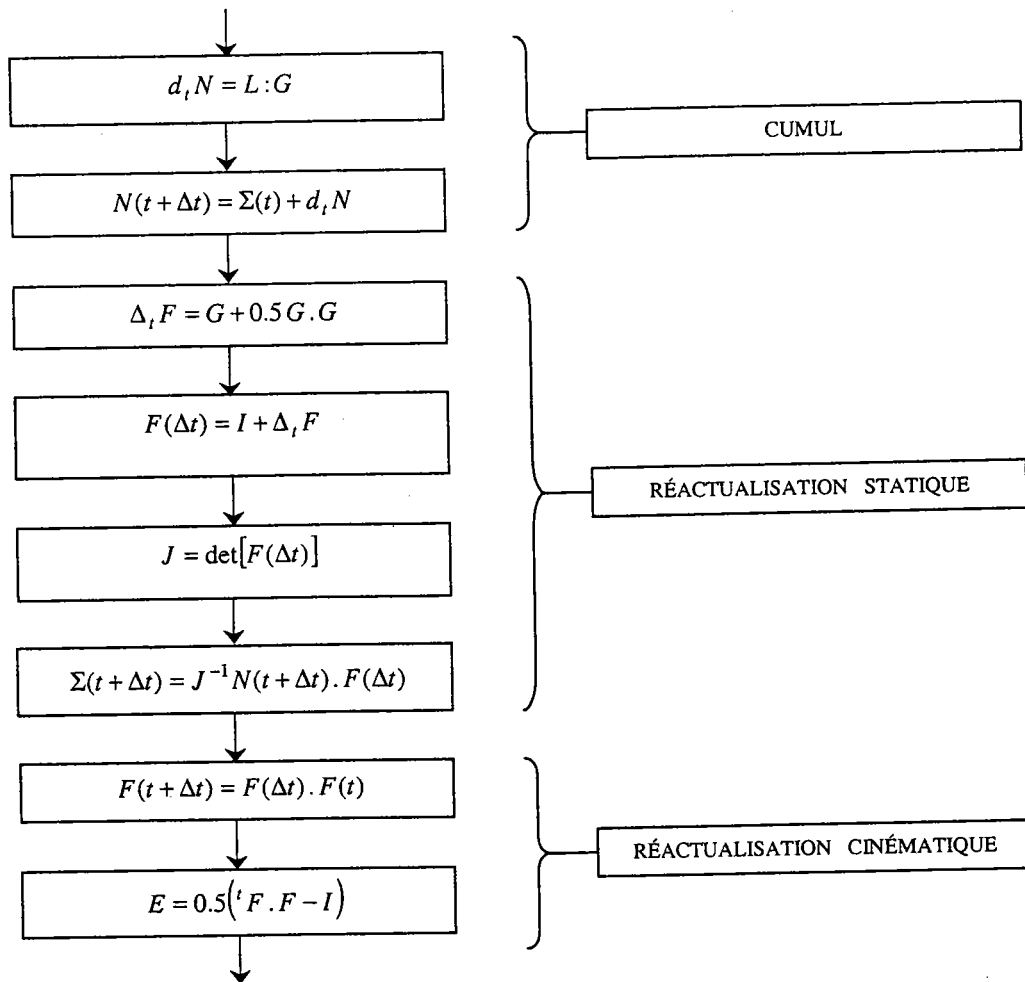 d_t N = L : G
CUMUL
N(t + Δt) = Σ(t) + d_t N
Δ_t F = G + 0.5 G . G
F(Δt) = I + Δ_t F
RÉACTUALISATION STATIQUE
J = det[F(Δt)]
Σ(t + Δt) = J⁻¹ N(t + Δt) . F(Δt)
F(t + Δt) = F(Δt) . F(t)
RÉACTUALISATION CINÉMATIQUE
E = 0.5(ᵗF . F − I)